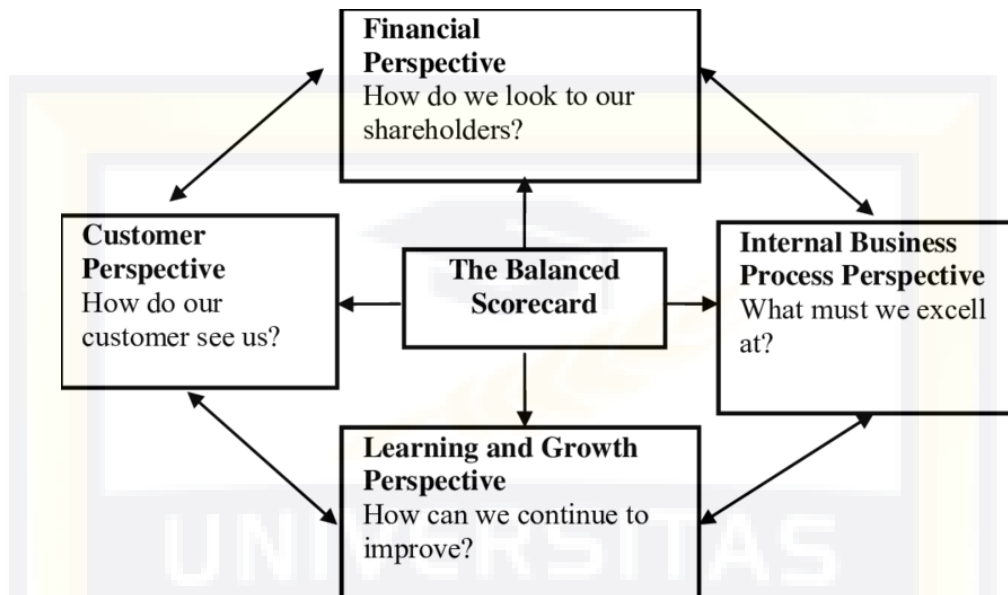 Financial
Perspective
How do we look to our
shareholders?
Customer
Perspective
How do our
customer see us?
The Balanced
Scorecard
Internal Business
Process Perspective
What must we excell
at?
Learning and Growth
Perspective
How can we continue to
improve?
UNIVERSITAS